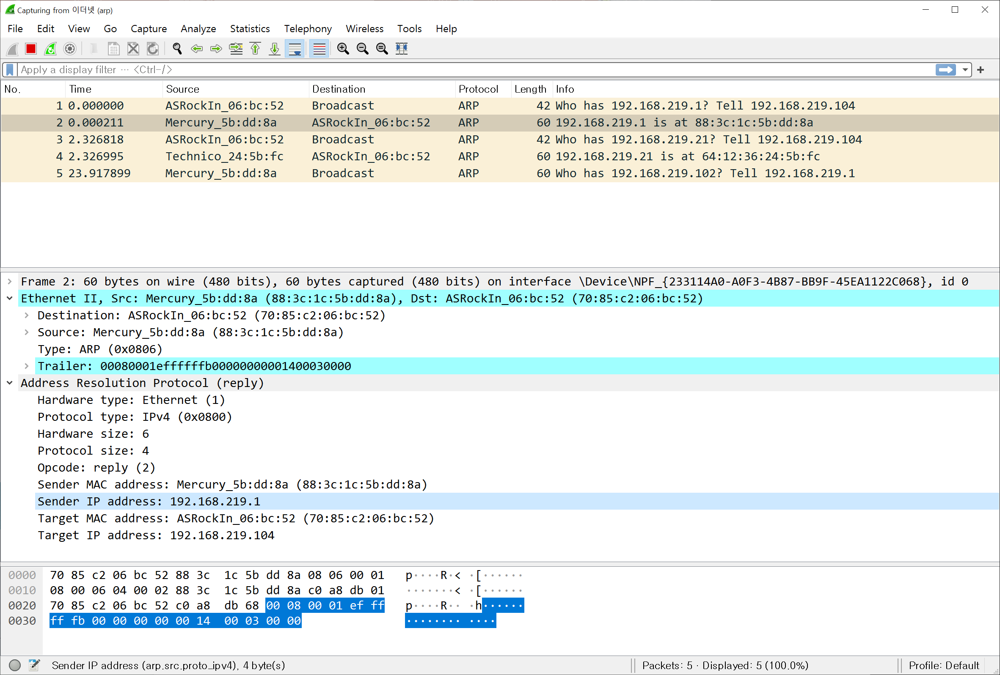 Capturing from 이더넷 (arp)
File Edit View Go Capture Analyze Statistics Telephony Wireless Tools Help
Apply a display filter ··· <Ctrl-/>
No. Time Source Destination Protocol Length Info
1 0.000000 ASRockIn_06:bc:52 Broadcast ARP 42 Who has 192.168.219.1? Tell 192.168.219.104
2 0.000211 Mercury_5b:dd:8a ASRockIn_06:bc:52 ARP 60 192.168.219.1 is at 88:3c:1c:5b:dd:8a
3 2.326818 ASRockIn_06:bc:52 Broadcast ARP 42 Who has 192.168.219.21? Tell 192.168.219.104
4 2.326995 Technico_24:5b:fc ASRockIn_06:bc:52 ARP 60 192.168.219.21 is at 64:12:36:24:5b:fc
5 23.917899 Mercury_5b:dd:8a Broadcast ARP 60 Who has 192.168.219.102? Tell 192.168.219.1
Frame 2: 60 bytes on wire (480 bits), 60 bytes captured (480 bits) on interface \Device\NPF_{233114A0-A0F3-4B87-BB9F-45EA1122C068}, id 0
Ethernet II, Src: Mercury_5b:dd:8a (88:3c:1c:5b:dd:8a), Dst: ASRockIn_06:bc:52 (70:85:c2:06:bc:52)
Destination: ASRockIn_06:bc:52 (70:85:c2:06:bc:52)
Source: Mercury_5b:dd:8a (88:3c:1c:5b:dd:8a)
Type: ARP (0x0806)
Trailer: 00080001effffffb00000000001400030000
Address Resolution Protocol (reply)
Hardware type: Ethernet (1)
Protocol type: IPv4 (0x0800)
Hardware size: 6
Protocol size: 4
Opcode: reply (2)
Sender MAC address: Mercury_5b:dd:8a (88:3c:1c:5b:dd:8a)
Sender IP address: 192.168.219.1
Target MAC address: ASRockIn_06:bc:52 (70:85:c2:06:bc:52)
Target IP address: 192.168.219.104
0000 70 85 c2 06 bc 52 88 3c 1c 5b dd 8a 08 06 00 01 p····R·< ·[······
0010 08 00 06 04 00 02 88 3c 1c 5b dd 8a c0 a8 db 01 ·······< ·[······
0020 70 85 c2 06 bc 52 c0 a8 db 68 00 08 00 01 ef ff p····R·· ·h······
0030 ff fb 00 00 00 00 00 14 00 03 00 00 ········ ····
Sender IP address (arp.src.proto_ipv4), 4 byte(s) Packets: 5 · Displayed: 5 (100.0%) Profile: Default